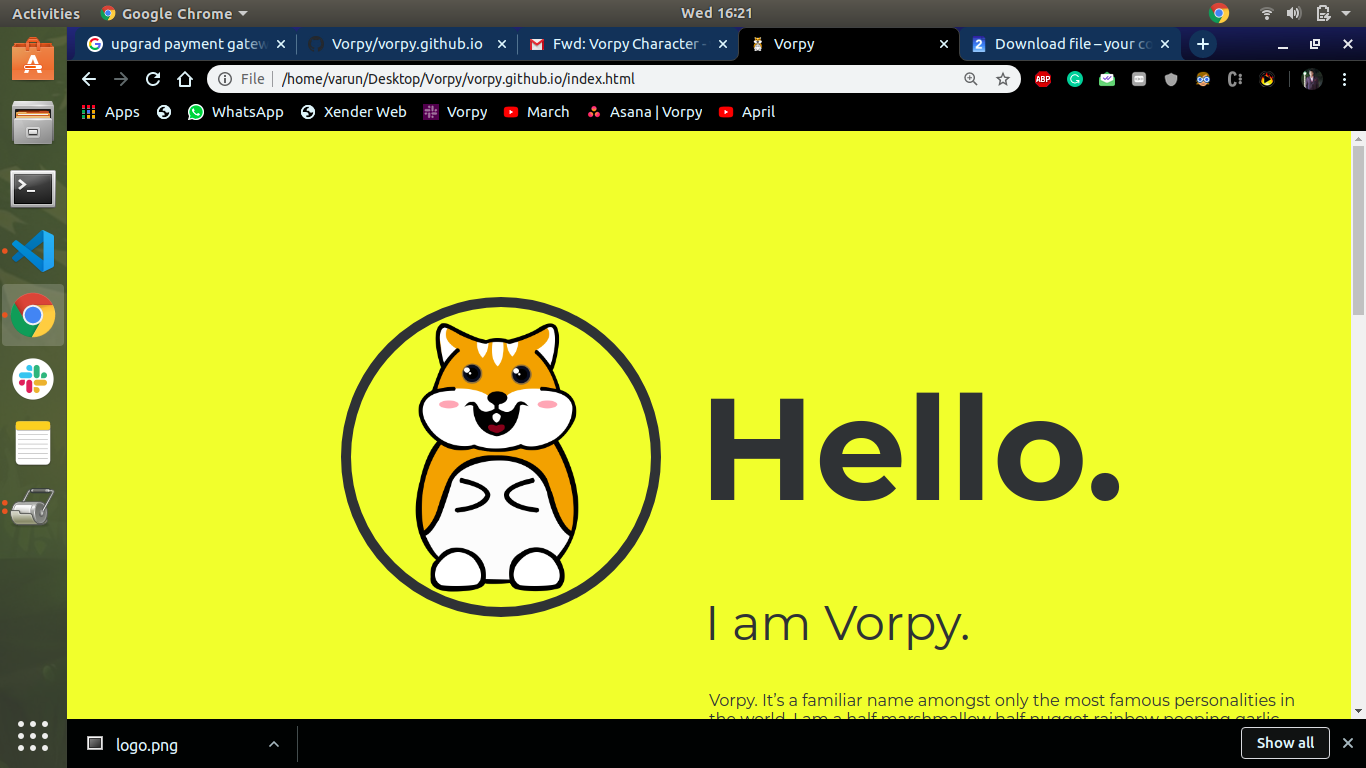 Activities Google Chrome Wed 16:21
upgrad payment gatew Vorpy/vorpy.github.io Fwd: Vorpy Character - Vorpy Download file – your co
File /home/varun/Desktop/Vorpy/vorpy.github.io/index.html ABP
Apps WhatsApp Xender Web Vorpy March Asana | Vorpy April
Hello.
I am Vorpy.
Vorpy. It’s a familiar name amongst only the most famous personalities in
the world. I am a half marshmallow half nugget rainbow pooping garlic
logo.png Show all